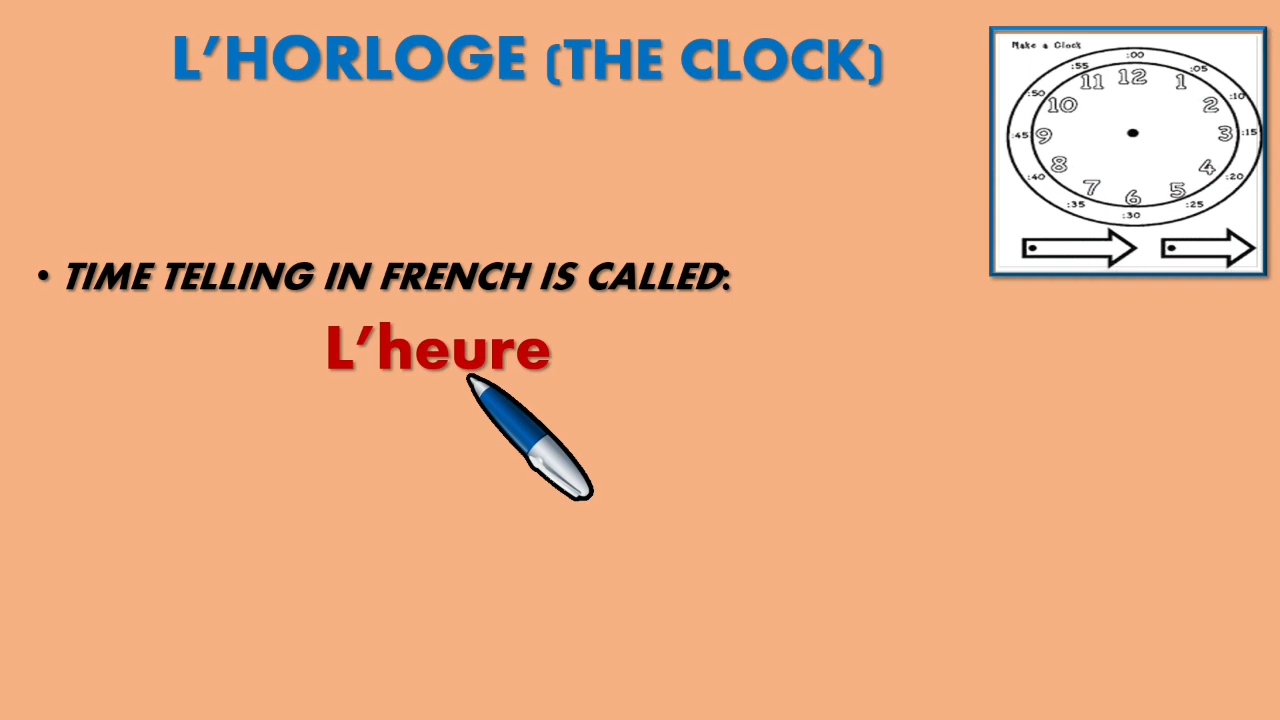 L’HORLOGE (THE CLOCK)
Make a Clock
:00
:55 :05
11 12 1
:50 10 2 :10
:45 9 3 :15
:40 8 4 :20
7 6 5
:35 :30 :25
• TIME TELLING IN FRENCH IS CALLED:
L’heure